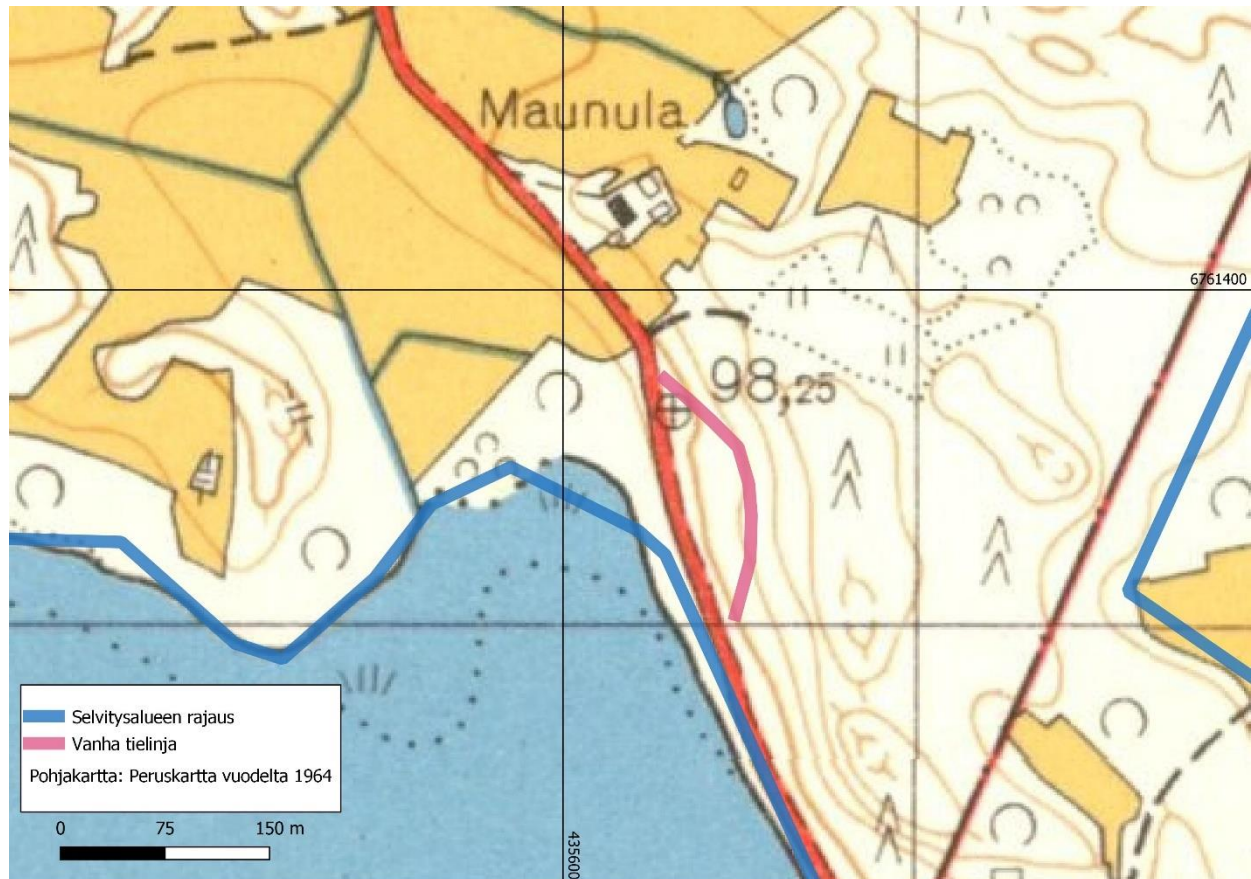 Maunula
6761400
98,25
Selvitysalueen rajaus
Vanha tielinja
Pohjakartta: Peruskartta vuodelta 1964
0 75 150 m
435600